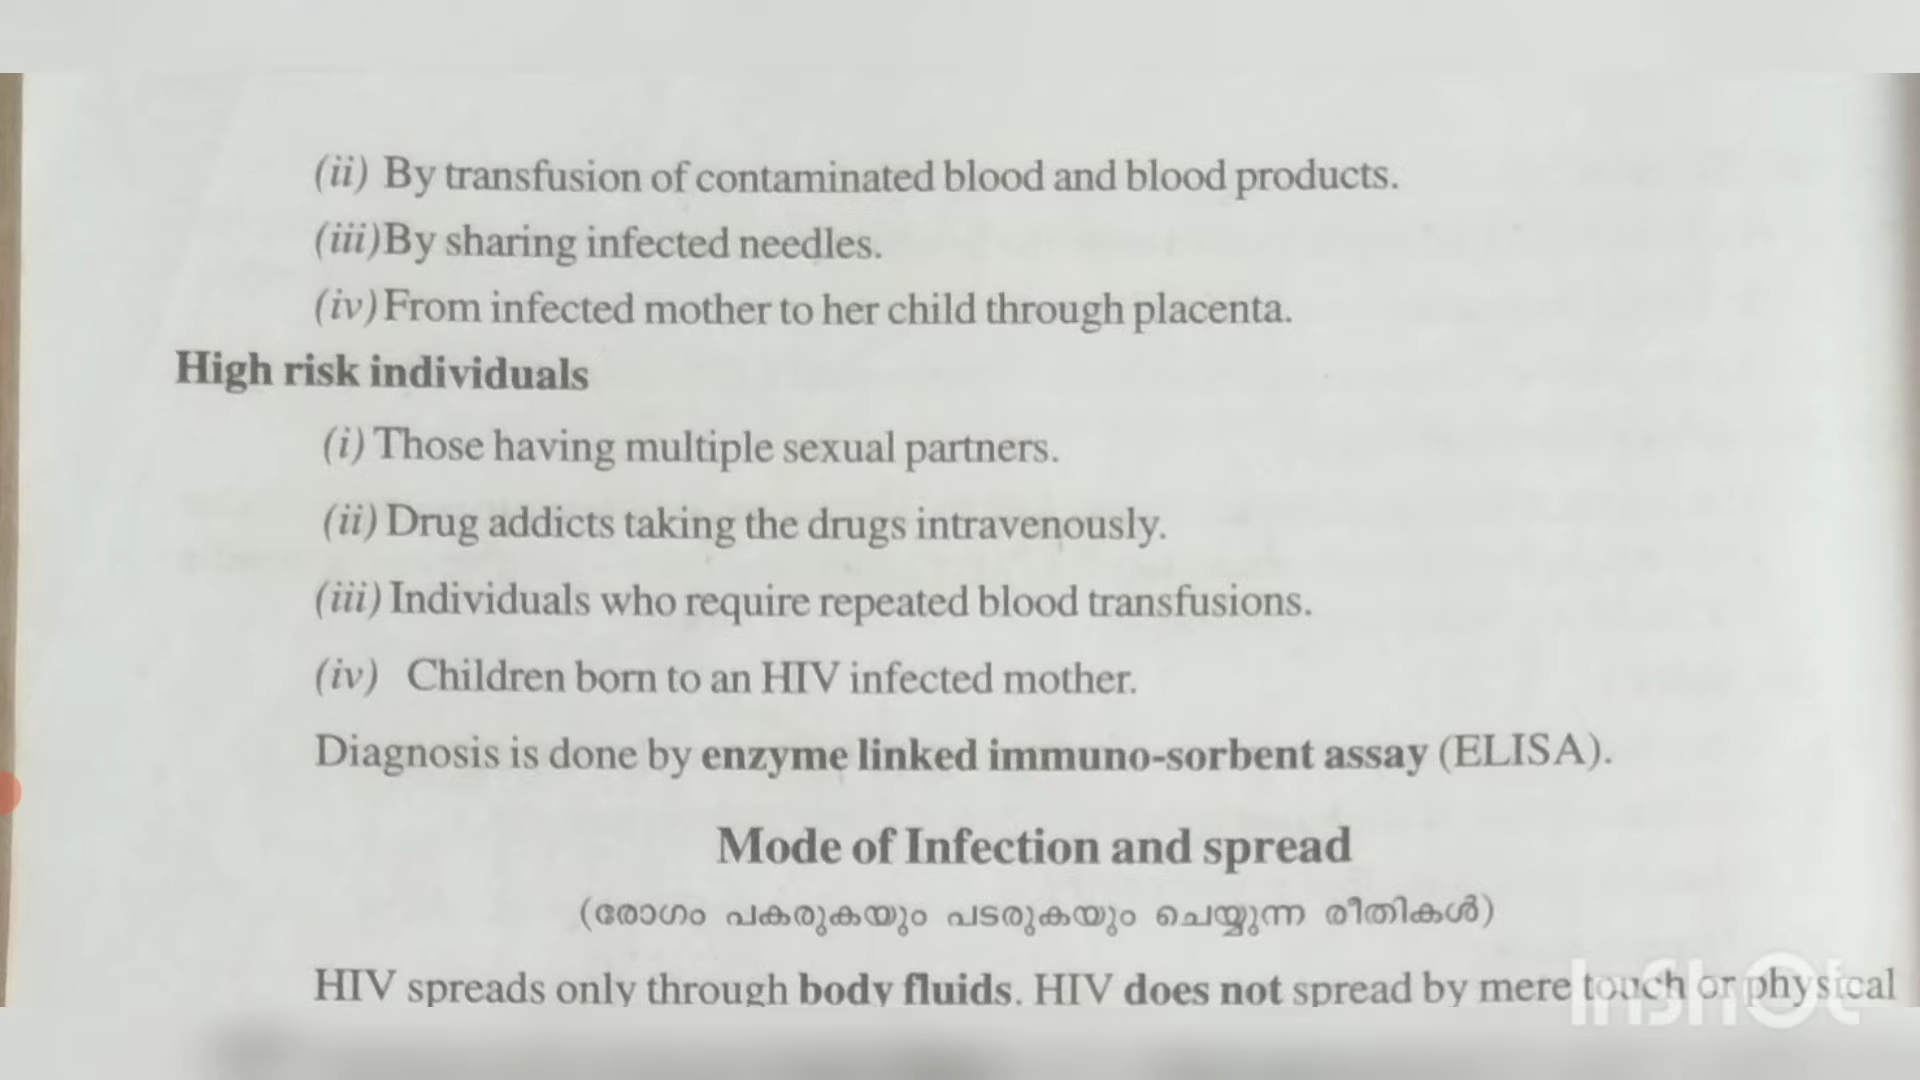 (ii) By transfusion of contaminated blood and blood products.
(iii) By sharing infected needles.
(iv) From infected mother to her child through placenta.
High risk individuals
(i) Those having multiple sexual partners.
(ii) Drug addicts taking the drugs intravenously.
(iii) Individuals who require repeated blood transfusions.
(iv) Children born to an HIV infected mother.
Diagnosis is done by enzyme linked immuno-sorbent assay (ELISA).
Mode of Infection and spread
(രോഗം പകരുകയും പടരുകയും ചെയ്യുന്ന രീതികൾ)
HIV spreads only through body fluids. HIV does not spread by mere touch or physical
InShOt